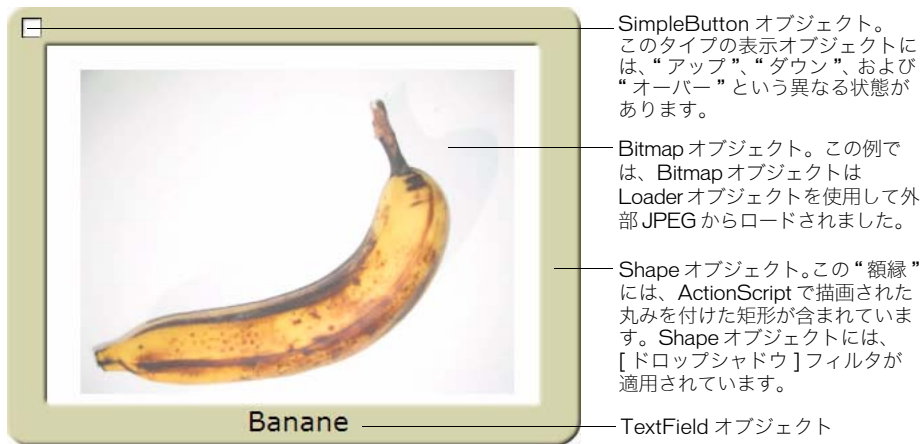 SimpleButton オブジェクト。
このタイプの表示オブジェクトに
は、“ アップ ”、“ ダウン ”、および
“ オーバー ” という異なる状態が
あります。
Bitmap オブジェクト。この例で
は、Bitmap オブジェクトは
Loader オブジェクトを使用して外
部 JPEG からロードされました。
Shape オブジェクト。この “ 額縁 ”
には、ActionScript で描画された
丸みを付けた矩形が含まれていま
す。Shape オブジェクトには、
[ ドロップシャドウ ] フィルタが
適用されています。
Banane
TextField オブジェクト